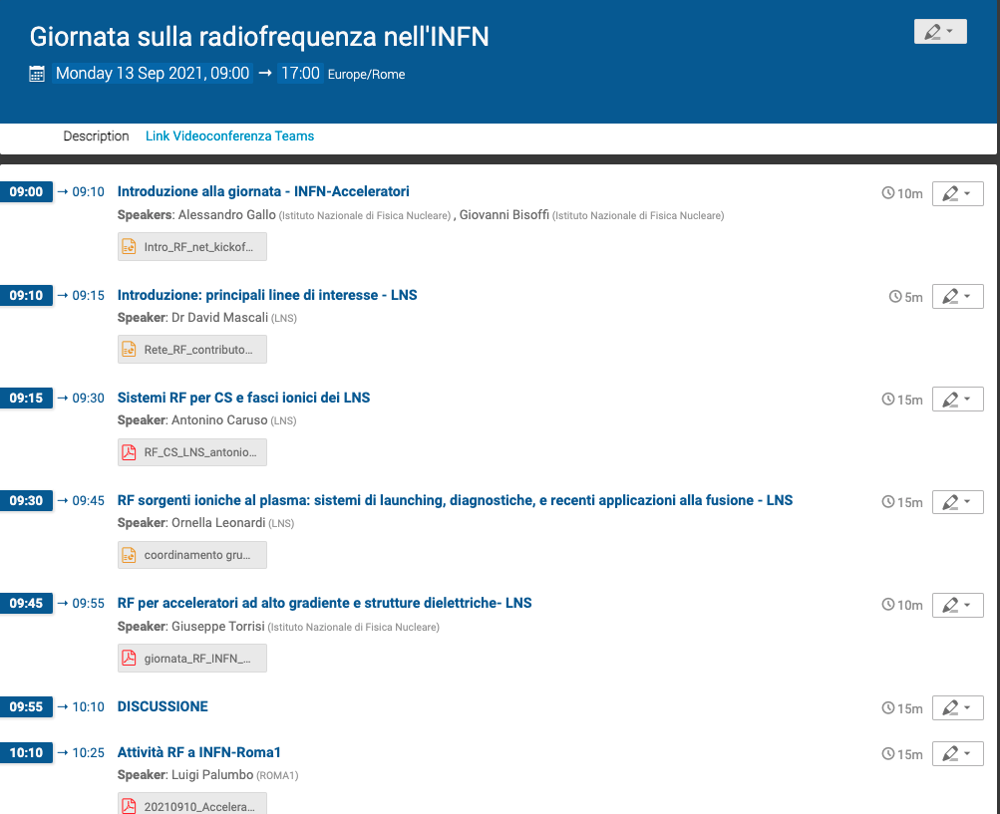 Giornata sulla radiofrequenza nell'INFN
Monday 13 Sep 2021, 09:00 → 17:00 Europe/Rome
Description Link Videoconferenza Teams
09:00 → 09:10 Introduzione alla giornata - INFN-Acceleratori 10m
Speakers: Alessandro Gallo (Istituto Nazionale di Fisica Nucleare) , Giovanni Bisoffi (Istituto Nazionale di Fisica Nucleare)
Intro_RF_net_kickof...
09:10 → 09:15 Introduzione: principali linee di interesse - LNS 5m
Speaker: Dr David Mascali (LNS)
Rete_RF_contributo...
09:15 → 09:30 Sistemi RF per CS e fasci ionici dei LNS 15m
Speaker: Antonino Caruso (LNS)
RF_CS_LNS_antonio...
09:30 → 09:45 RF sorgenti ioniche al plasma: sistemi di launching, diagnostiche, e recenti applicazioni alla fusione - LNS 15m
Speaker: Ornella Leonardi (LNS)
coordinamento gru...
09:45 → 09:55 RF per acceleratori ad alto gradiente e strutture dielettriche- LNS 10m
Speaker: Giuseppe Torrisi (Istituto Nazionale di Fisica Nucleare)
giornata_RF_INFN_...
09:55 → 10:10 DISCUSSIONE 15m
10:10 → 10:25 Attività RF a INFN-Roma1 15m
Speaker: Luigi Palumbo (ROMA1)
20210910_Accelera...